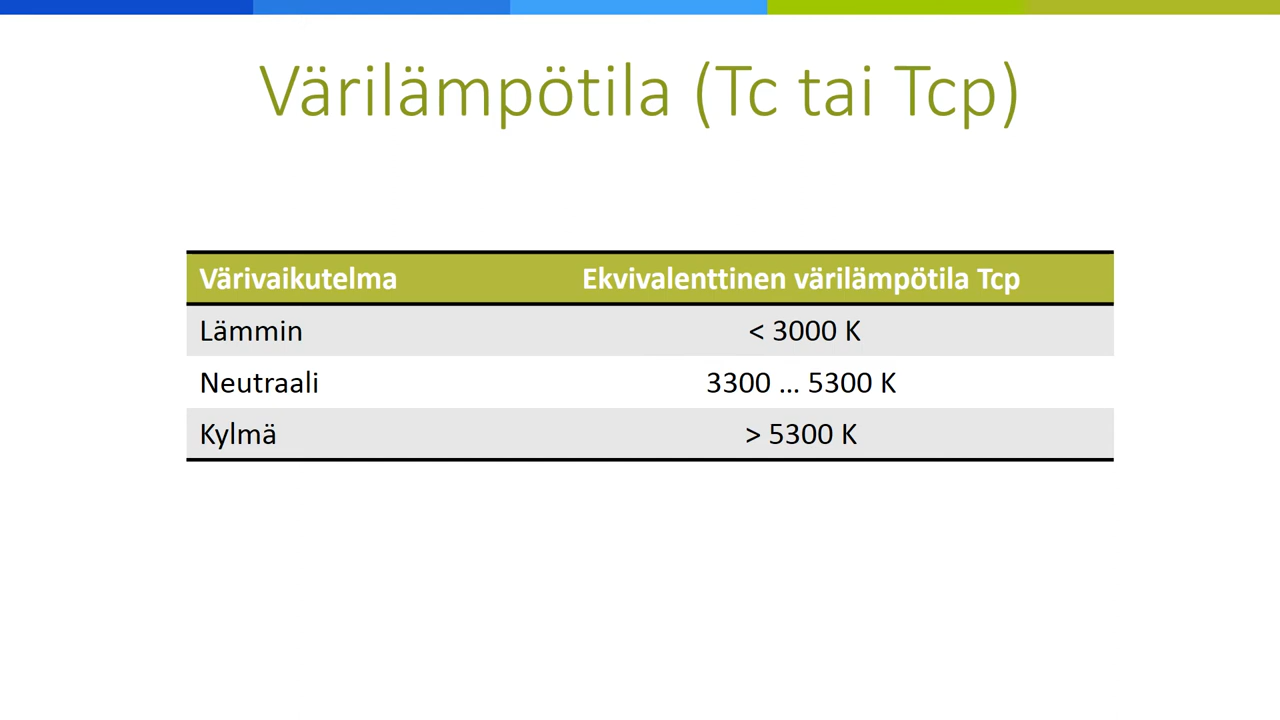 Värilämpötila (Tc tai Tcp)
Värivaikutelma Ekvivalenttinen värilämpötila Tcp
Lämmin < 3000 K
Neutraali 3300 ... 5300 K
Kylmä > 5300 K